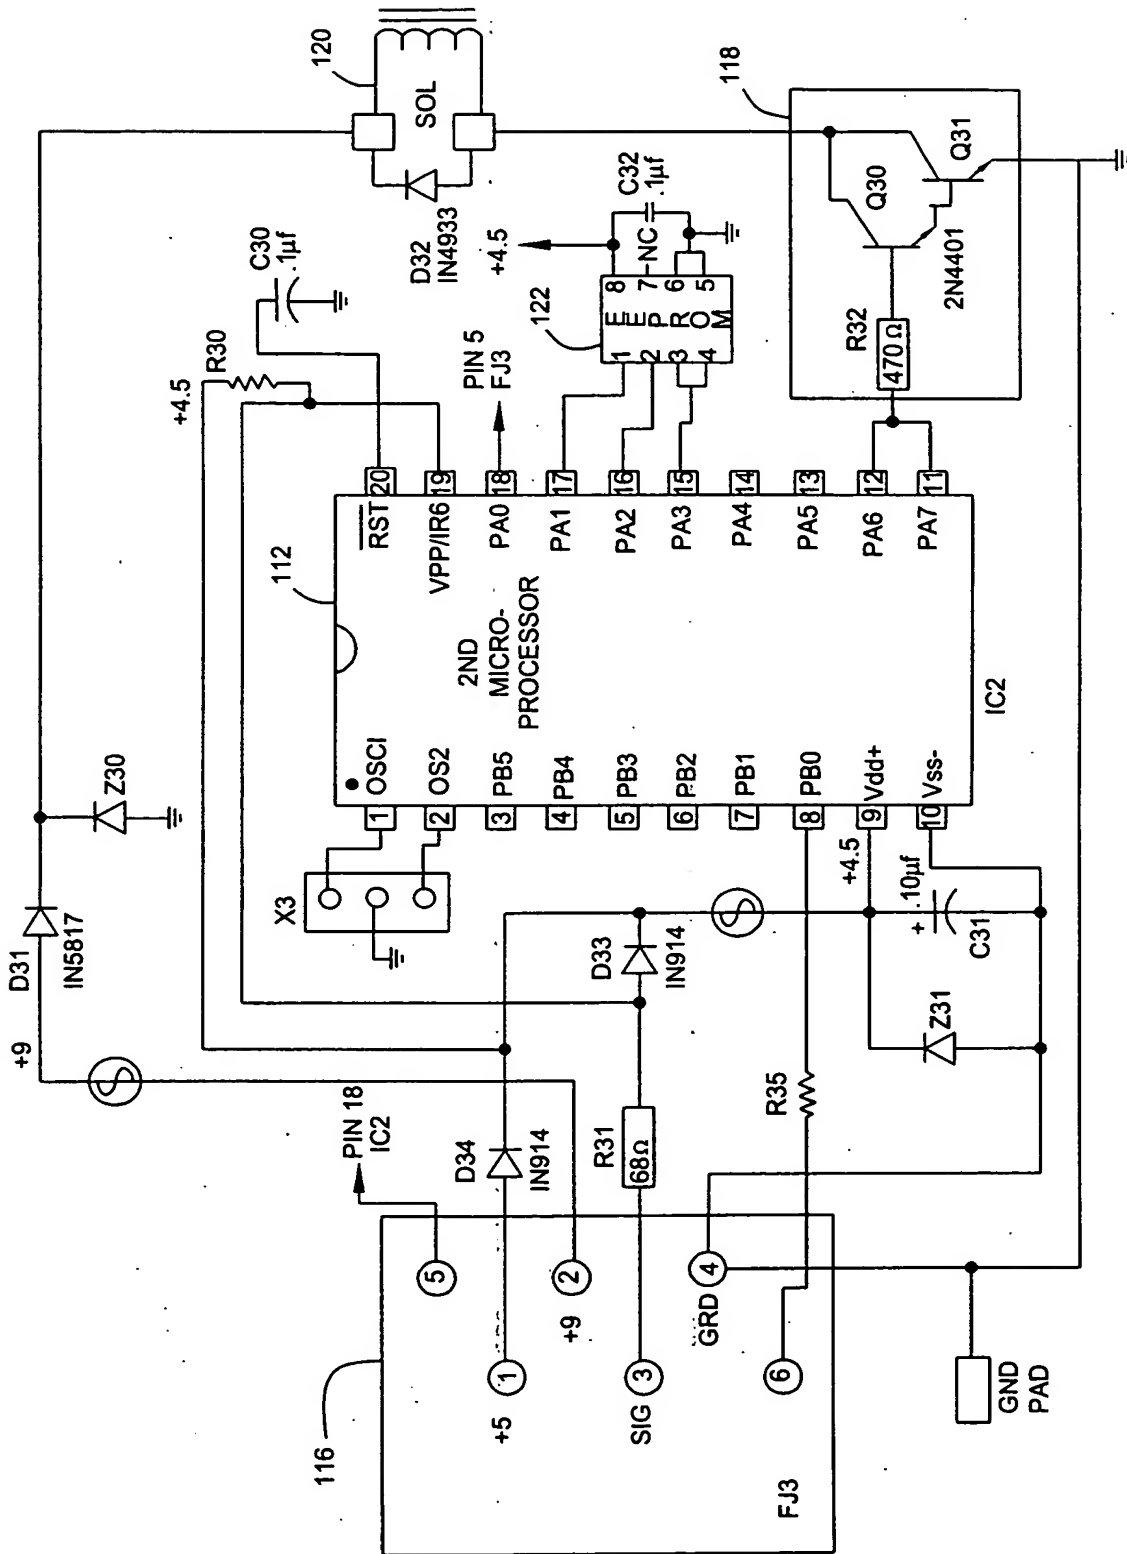 116
+5
1
SIG
3
6
FJ3
5
2
+9
GRD
4
GND
PAD
PIN 18
IC2
D34
IN914
R31
68Ω
R35
+9
D31
IN5817
Z30
X3
D33
IN914
+4.5
+ .10µf
C31
Z31
112
2ND
MICRO-
PROCESSOR
IC2
1 OSCI
2 OS2
3 PB5
4 PB4
5 PB3
6 PB2
7 PB1
8 PB0
9 Vdd+
10 Vss-
RST 20
VPP/IR6 19
PA0 18
PA1 17
PA2 16
PA3 15
PA4 14
PA5 13
PA6 12
PA7 11
+4.5
R30
C30
.1µf
PIN 5
FJ3
122
1 E 8
2 E 7 NC
P
3 R 6
O
4 M 5
+4.5
C32
.1µf
D32
IN4933
SOL
120
118
R32
470 Ω
Q30
2N4401
Q31